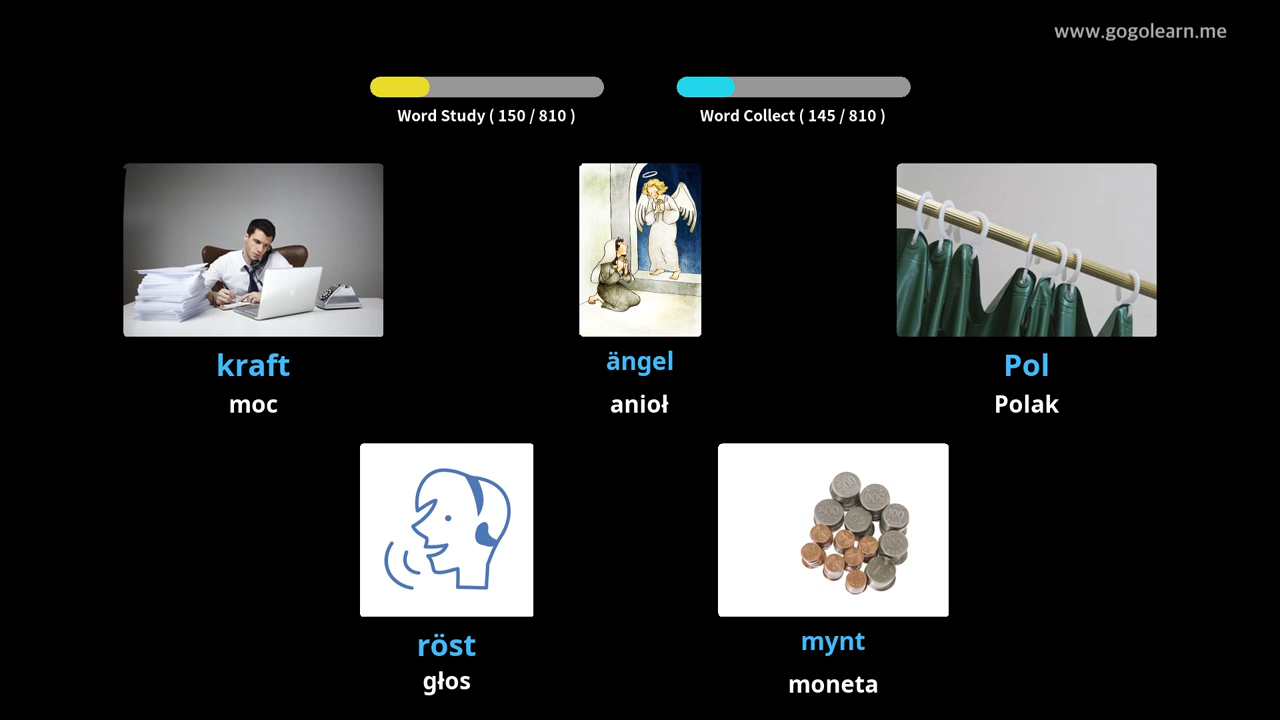 www.gogolearn.me
Word Study ( 150 / 810 )
Word Collect ( 145 / 810 )
kraft
moc
ängel
anioł
Pol
Polak
röst
głos
mynt
moneta